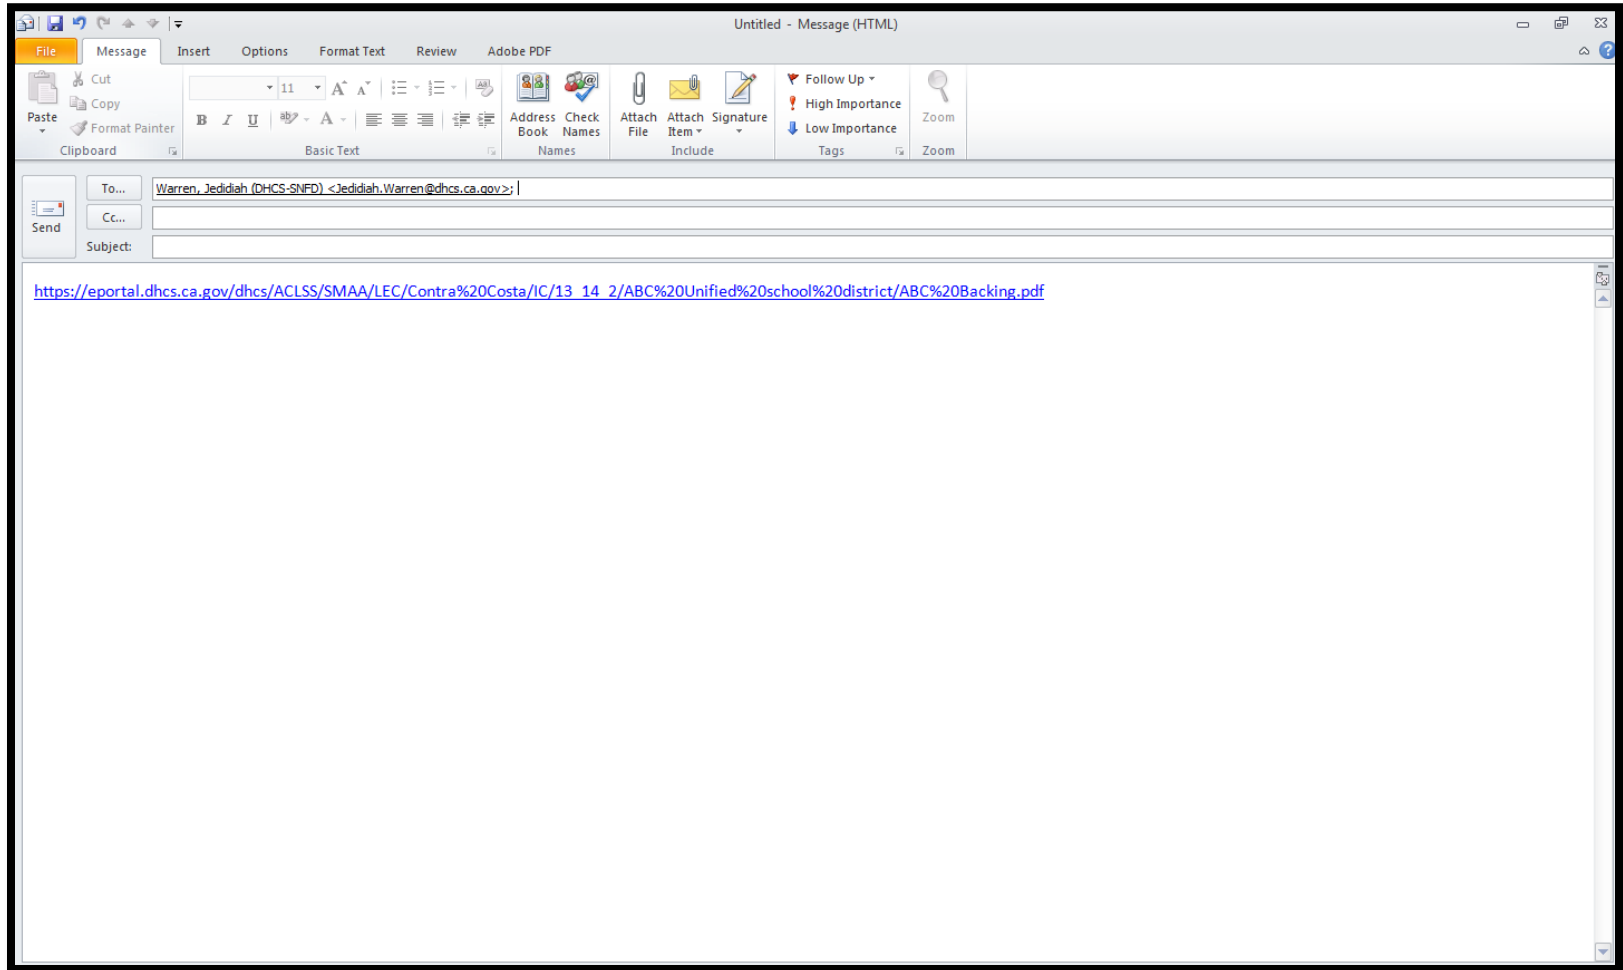 Untitled - Message (HTML)
File Message Insert Options Format Text Review Adobe PDF
Paste
Cut
Copy
Format Painter
Clipboard
11
B I U
Basic Text
Address Book
Check Names
Names
Attach File
Attach Item
Signature
Include
Follow Up
High Importance
Low Importance
Tags
Zoom
Zoom
Send
To... Warren, Jedidiah (DHCS-SNFD) <Jedidiah.Warren@dhcs.ca.gov>;
Cc...
Subject:
https://eportal.dhcs.ca.gov/dhcs/ACLSS/SMAA/LEC/Contra%20Costa/IC/13_14_2/ABC%20Unified%20school%20district/ABC%20Backing.pdf